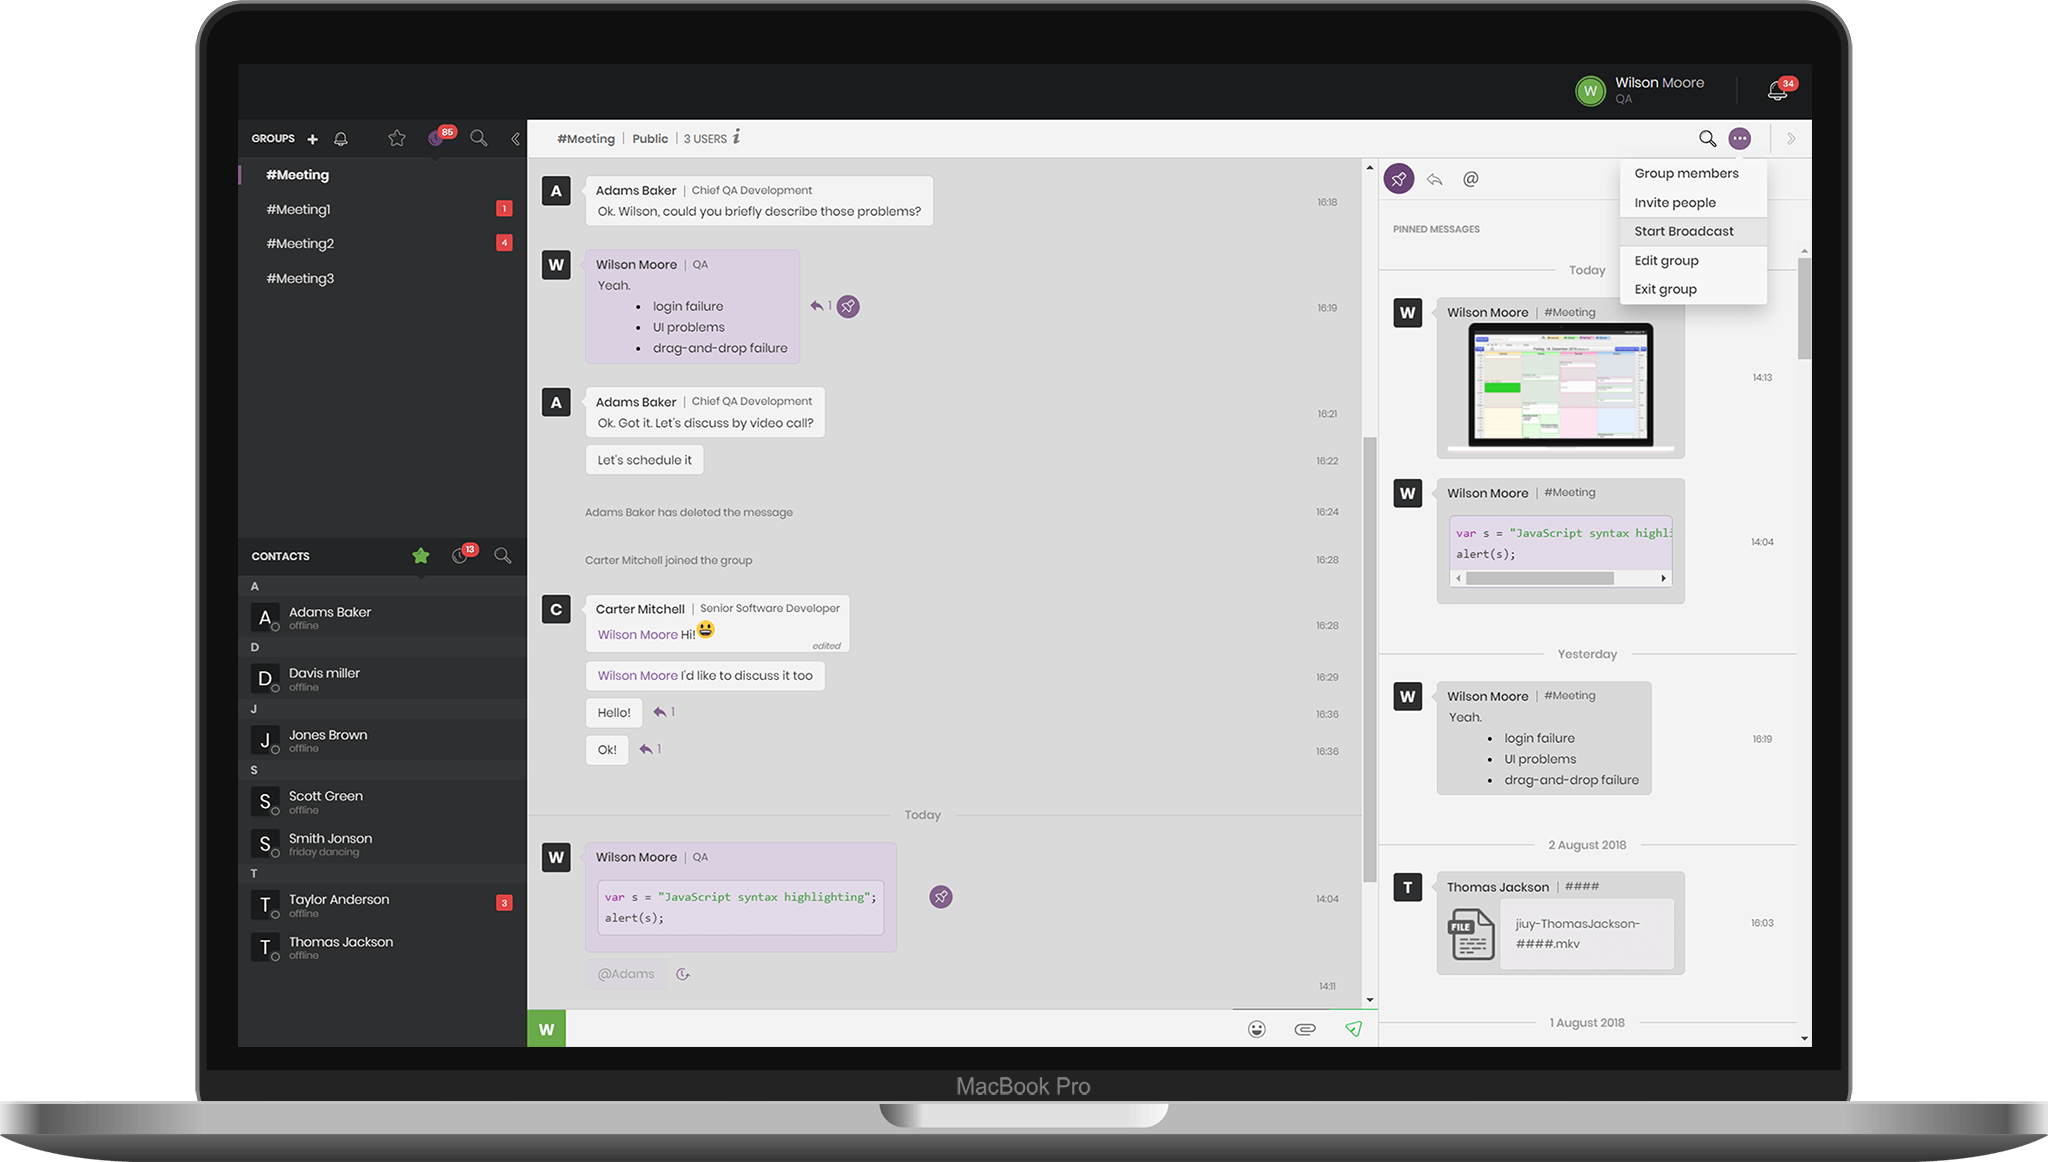 W
Wilson Moore
QA
34
GROUPS +
85
#Meeting | Public | 3 USERS i
#Meeting
#Meeting1 1
#Meeting2 4
#Meeting3
CONTACTS
13
A
A Adams Baker
offline
D
D Davis miller
offline
J
J Jones Brown
offline
S
S Scott Green
offline
S Smith Jonson
friday dancing
T
T Taylor Anderson 3
offline
T Thomas Jackson
offline
A
Adams Baker | Chief QA Development
Ok. Wilson, could you briefly describe those problems?
16:18
W
Wilson Moore | QA
Yeah.
• login failure
• UI problems
• drag-and-drop failure
1
16:19
A
Adams Baker | Chief QA Development
Ok. Got it. Let's discuss by video call?
16:21
Let's schedule it
16:22
Adams Baker has deleted the message 16:24
Carter Mitchell joined the group 16:28
C
Carter Mitchell | Senior Software Developer
Wilson Moore Hi!
edited
16:28
Wilson Moore I'd like to discuss it too
16:29
Hello! 1
16:36
Ok! 1
16:36
Today
W
Wilson Moore | QA
var s = "JavaScript syntax highlighting";
alert(s);
14:04
@Adams
14:11
W
@
Group members
Invite people
Start Broadcast
Edit group
Exit group
PINNED MESSAGES
Today
W
Wilson Moore | #Meeting
14:13
W
Wilson Moore | #Meeting
var s = "JavaScript syntax highli
alert(s);
14:04
Yesterday
W
Wilson Moore | #Meeting
Yeah.
• login failure
• UI problems
• drag-and-drop failure
16:19
2 August 2018
T
Thomas Jackson | ####
FILE
jiuy-ThomasJackson-
####.mkv
16:03
1 August 2018
MacBook Pro